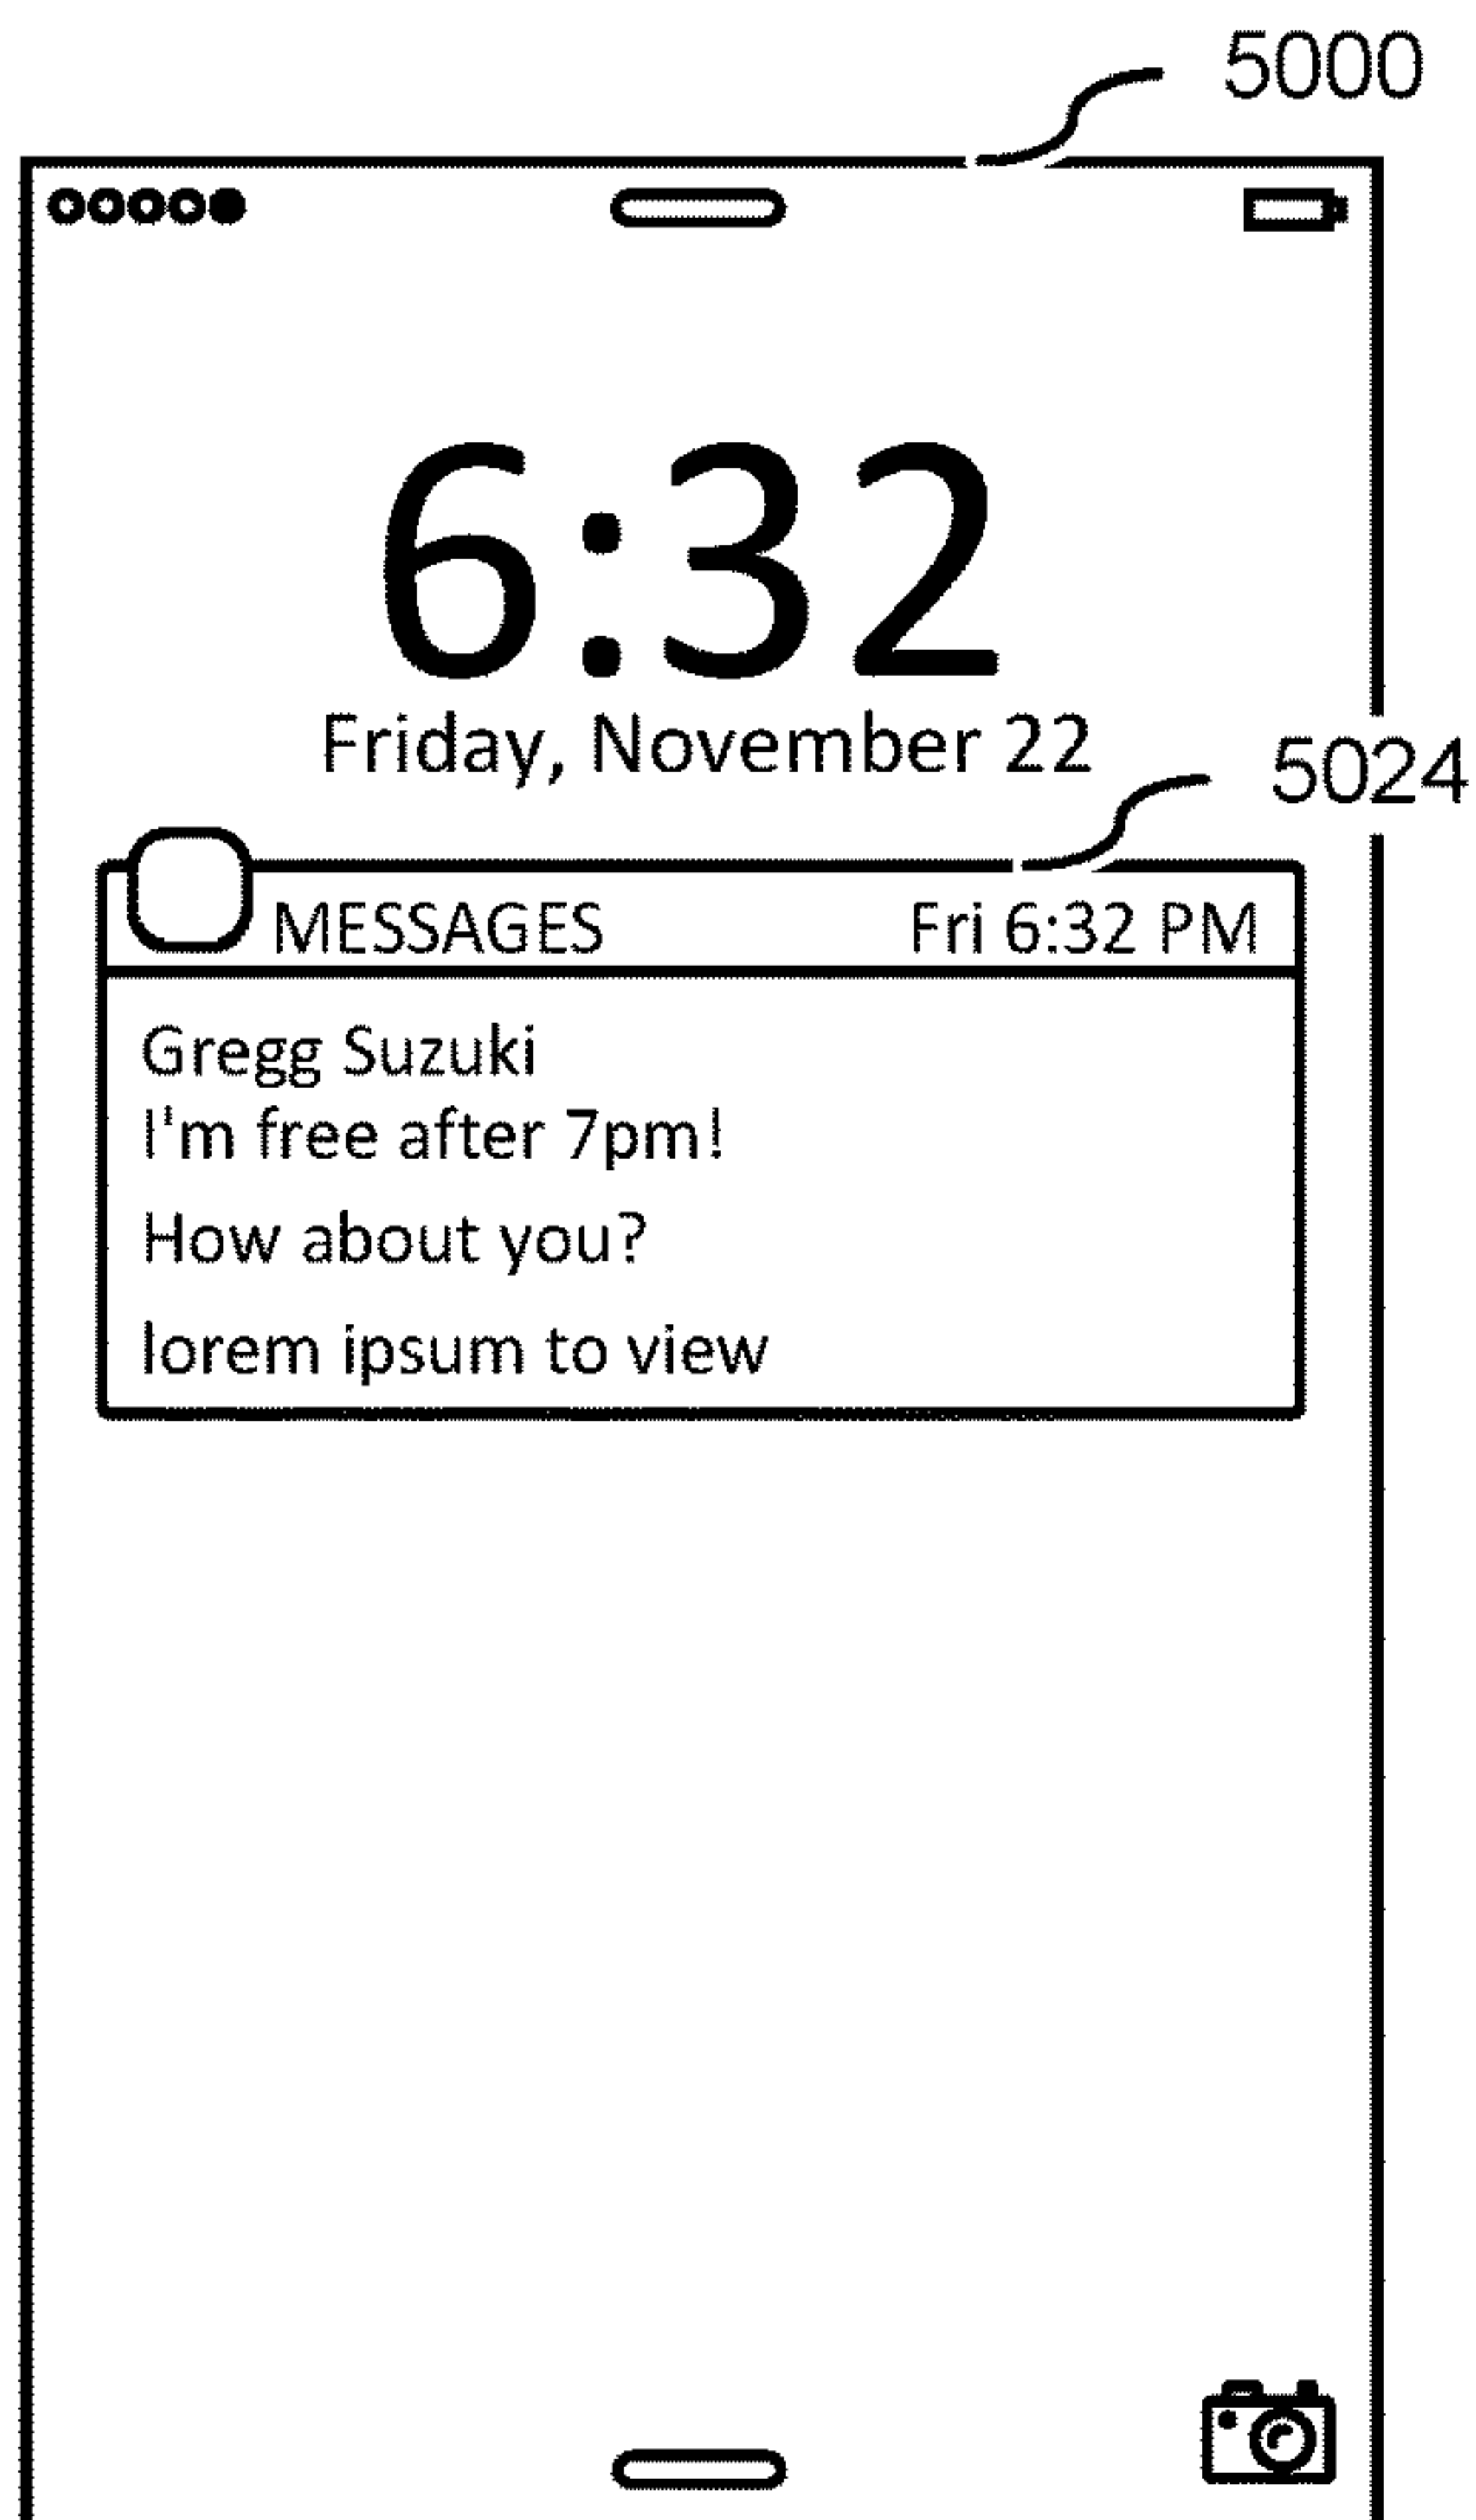 5000
6:32
Friday, November 22
5024
MESSAGES Fri 6:32 PM
Gregg Suzuki
I'm free after 7pm!
How about you?
lorem ipsum to view